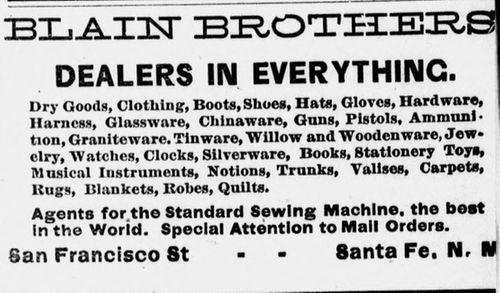 BLAIN BROTHERS
DEALERS IN EVERYTHING.
Dry Goods, Clothing, Boots, Shoes, Hats, Gloves, Hardware,
Harness, Glassware, Chinaware, Guns, Pistols, Ammuni-
tion, Graniteware. Tinware, Willow and Woodenware, Jew-
elry, Watches, Clocks, Silverware, Books, Stationery Toys,
Musical Instruments, Notions, Trunks, Valises, Carpets,
Rugs, Blankets, Robes, Quilts.
Agents for the Standard Sewing Machine, the best
in the World. Special Attention to Mail Orders.
San Francisco St - - Santa Fe, N. M